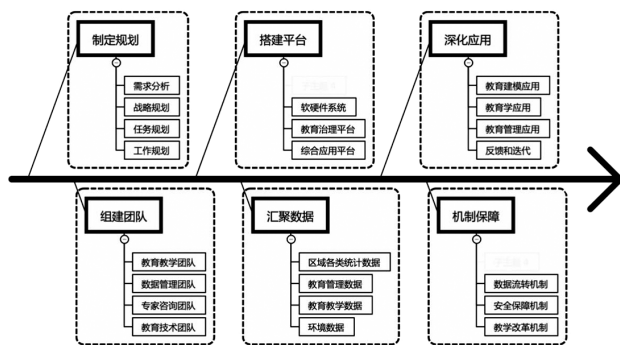 制定规划
需求分析
战略规划
任务规划
工作规划
搭建平台
软硬件系统
教育治理平台
综合应用平台
深化应用
教育建模应用
教育学应用
教育管理应用
反馈和迭代
组建团队
教育教学团队
数据管理团队
专家咨询团队
教育技术团队
汇聚数据
区域各类统计数据
教育管理数据
教育教学数据
环境数据
机制保障
数据流转机制
安全保障机制
教学改革机制